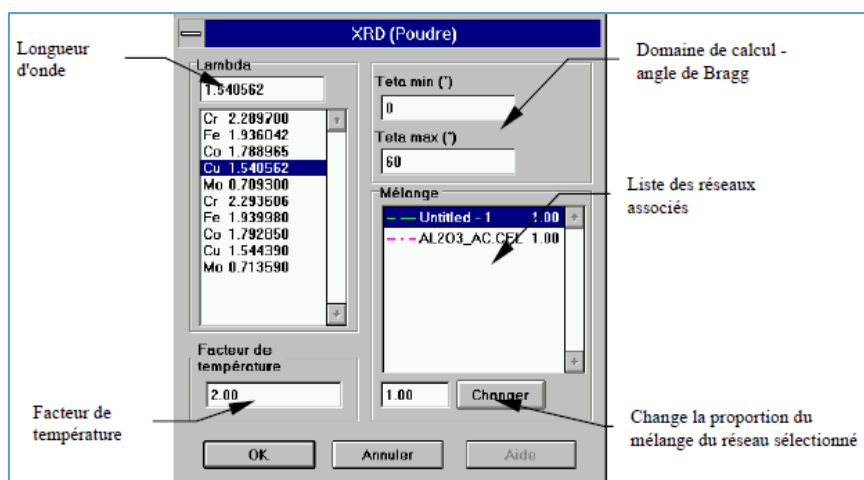 XRD (Poudre)
Longueur
d'onde
Lambda
1.540562
Cr 2.289700
Fe 1.936042
Co 1.788965
Cu 1.540562
Mo 0.709300
Cr 2.293606
Fe 1.939980
Co 1.792850
Cu 1.544390
Mo 0.713590
Teta min (°)
0
Teta max (°)
60
Domaine de calcul -
angle de Bragg
Mélange
Untitled - 1 1.00
AL2O3_AC.CEL 1.00
Liste des réseaux
associés
Facteur de
température
2.00
Facteur de
température
1.00 Changer
Change la proportion du
mélange du réseau sélectionné
OK Annuler Aide